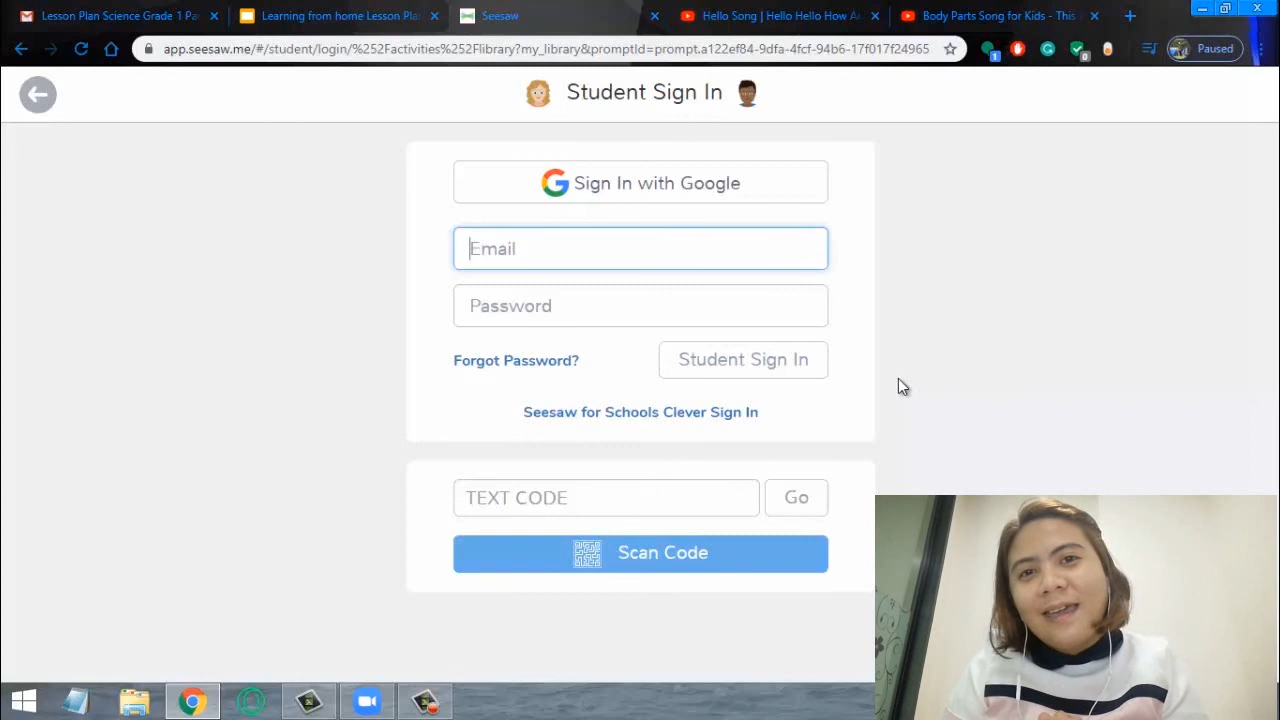 Lesson Plan Science Grade 1 Pa
Learning from home Lesson Pla
Seesaw
Hello Song | Hello Hello How A
Body Parts Song for Kids - This
app.seesaw.me/#/student/login/%252Factivities%252Flibrary?my_library&promptId=prompt.a122ef84-9dfa-4fcf-94b6-17f017f24965
1
0
Paused
Student Sign In
Sign In with Google
Email
Password
Forgot Password?
Student Sign In
Seesaw for Schools Clever Sign In
TEXT CODE
Go
Scan Code